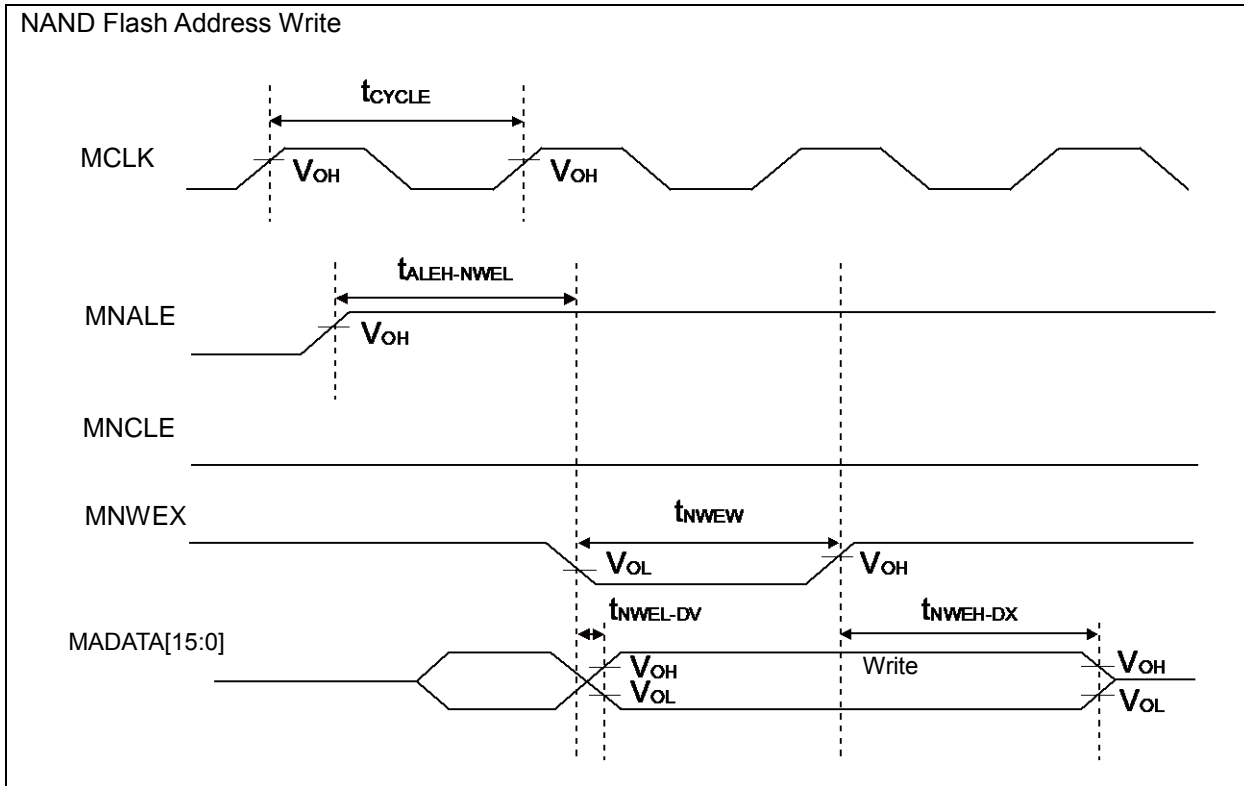 NAND Flash Address Write
tCYCLE
MCLK
VOH
VOH
tALEH-NWEL
MNALE
VOH
MNCLE
MNWEX
tNWEW
VOL
VOH
tNWEL-DV
tNWEH-DX
MADATA[15:0]
VOH
Write
VOH
VOL
VOL